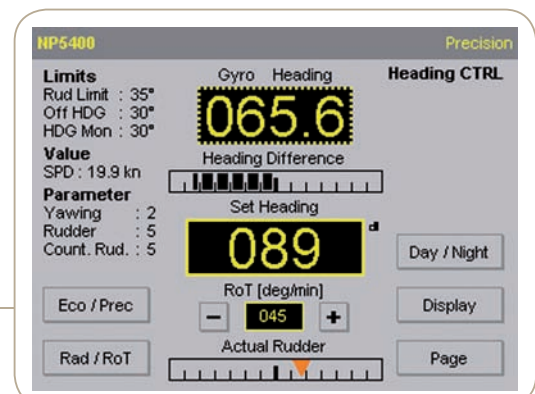 NP5400 Precision
Limits
Rud Limit : 35°
Off HDG : 30°
HDG Mon : 30°
Value
SPD : 19.9 kn
Parameter
Yawing : 2
Rudder : 5
Count. Rud. : 5
Eco / Prec
Rad / RoT
Gyro Heading
065.6
Heading Difference
Set Heading
089
RoT [deg/min]
− 045 +
Actual Rudder
Heading CTRL
Day / Night
Display
Page